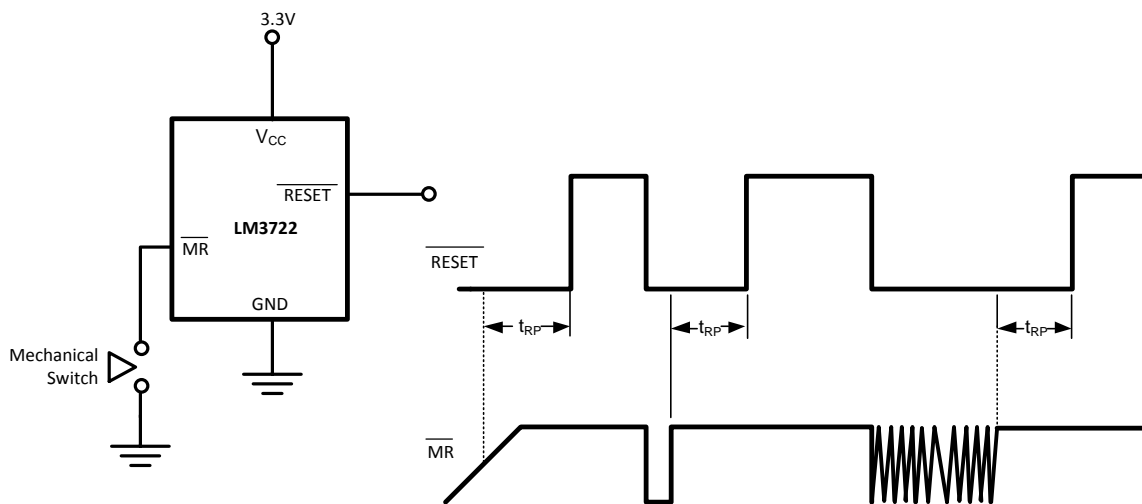 3.3V
VCC
RESET
LM3722
MR
GND
Mechanical
Switch
RESET
tRP
tRP
tRP
MR